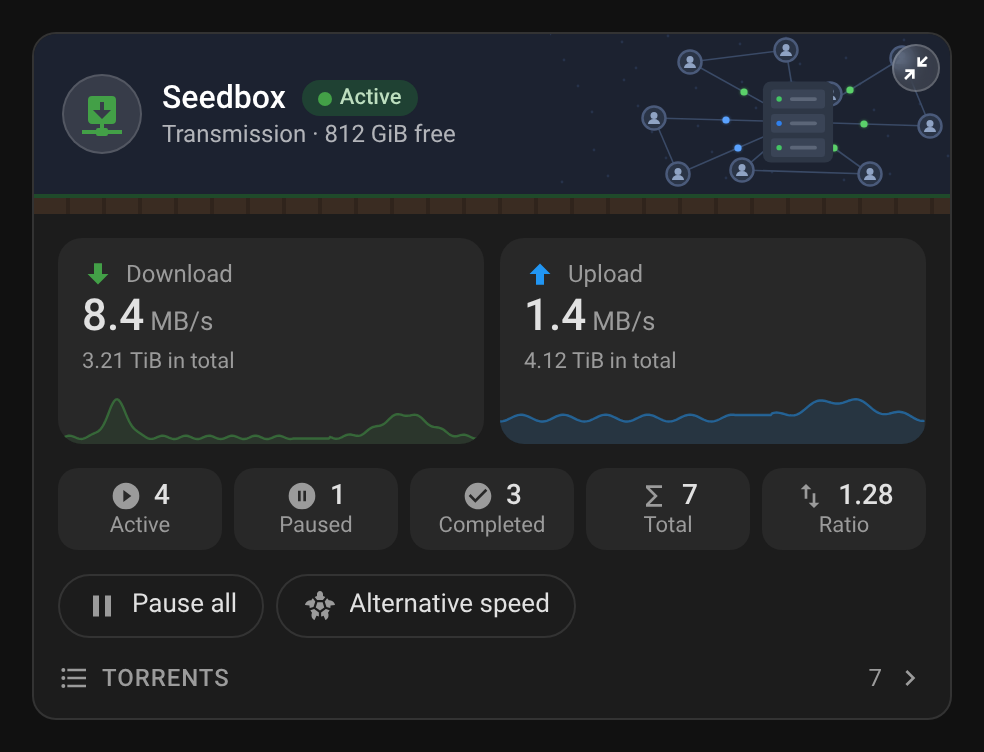 Seedbox
Active
Transmission · 812 GiB free
Download
8.4 MB/s
3.21 TiB in total
Upload
1.4 MB/s
4.12 TiB in total
4
Active
1
Paused
3
Completed
7
Total
1.28
Ratio
Pause all
Alternative speed
TORRENTS
7